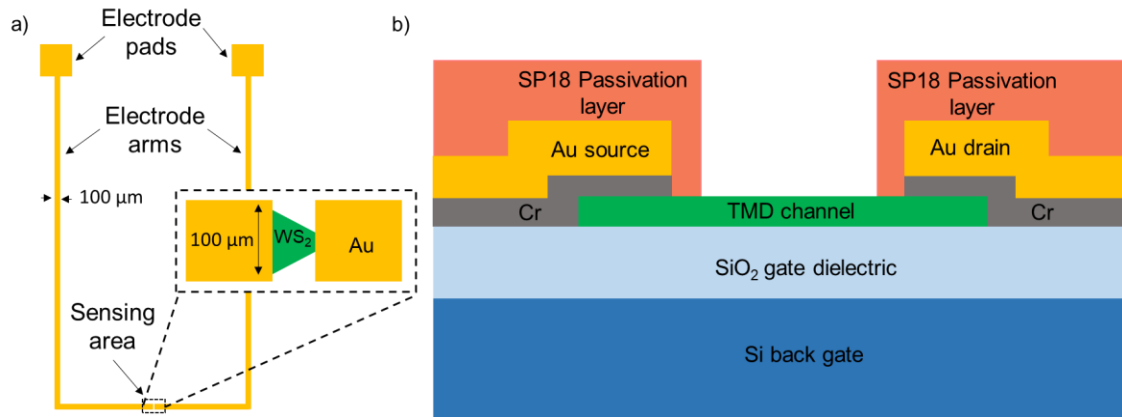 a)
Electrode
pads
Electrode
arms
100 µm
100 µm
WS₂
Au
Sensing
area
b)
SP18 Passivation
layer
SP18 Passivation
layer
Au source
Au drain
Cr
TMD channel
Cr
SiO₂ gate dielectric
Si back gate